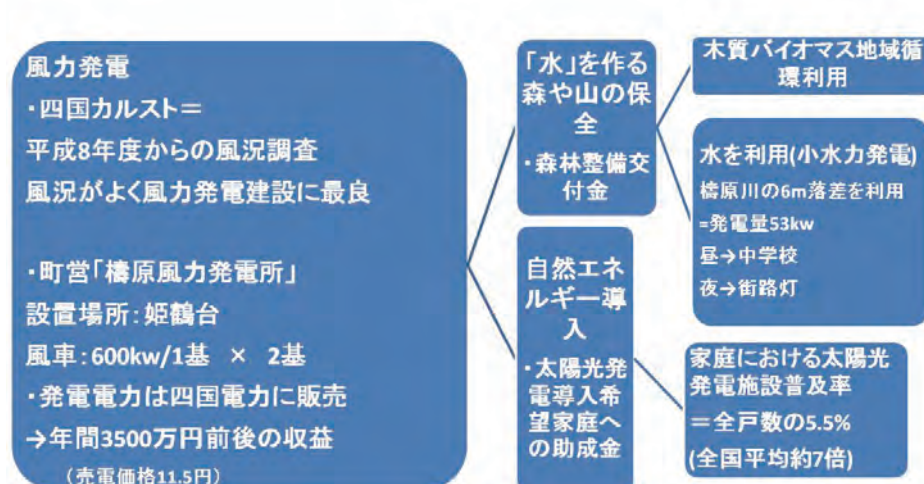 風力発電
・四国カルスト＝
平成8年度からの風況調査
風況がよく風力発電建設に最良
・町営「檮原風力発電所」
設置場所：姫鶴台
風車：600kw/1基　×　2基
・発電電力は四国電力に販売
→年間3500万円前後の収益
（売電価格11.5円）
「水」を作る
森や山の保
全
・森林整備交
付金
自然エネ
ルギー導
入
・太陽光発
電導入希
望家庭へ
の助成金
木質バイオマス地域循
環利用
水を利用(小水力発電)
檮原川の6m落差を利用
=発電量53kw
昼→中学校
夜→街路灯
家庭における太陽光
発電施設普及率
＝全戸数の5.5%
(全国平均約7倍)